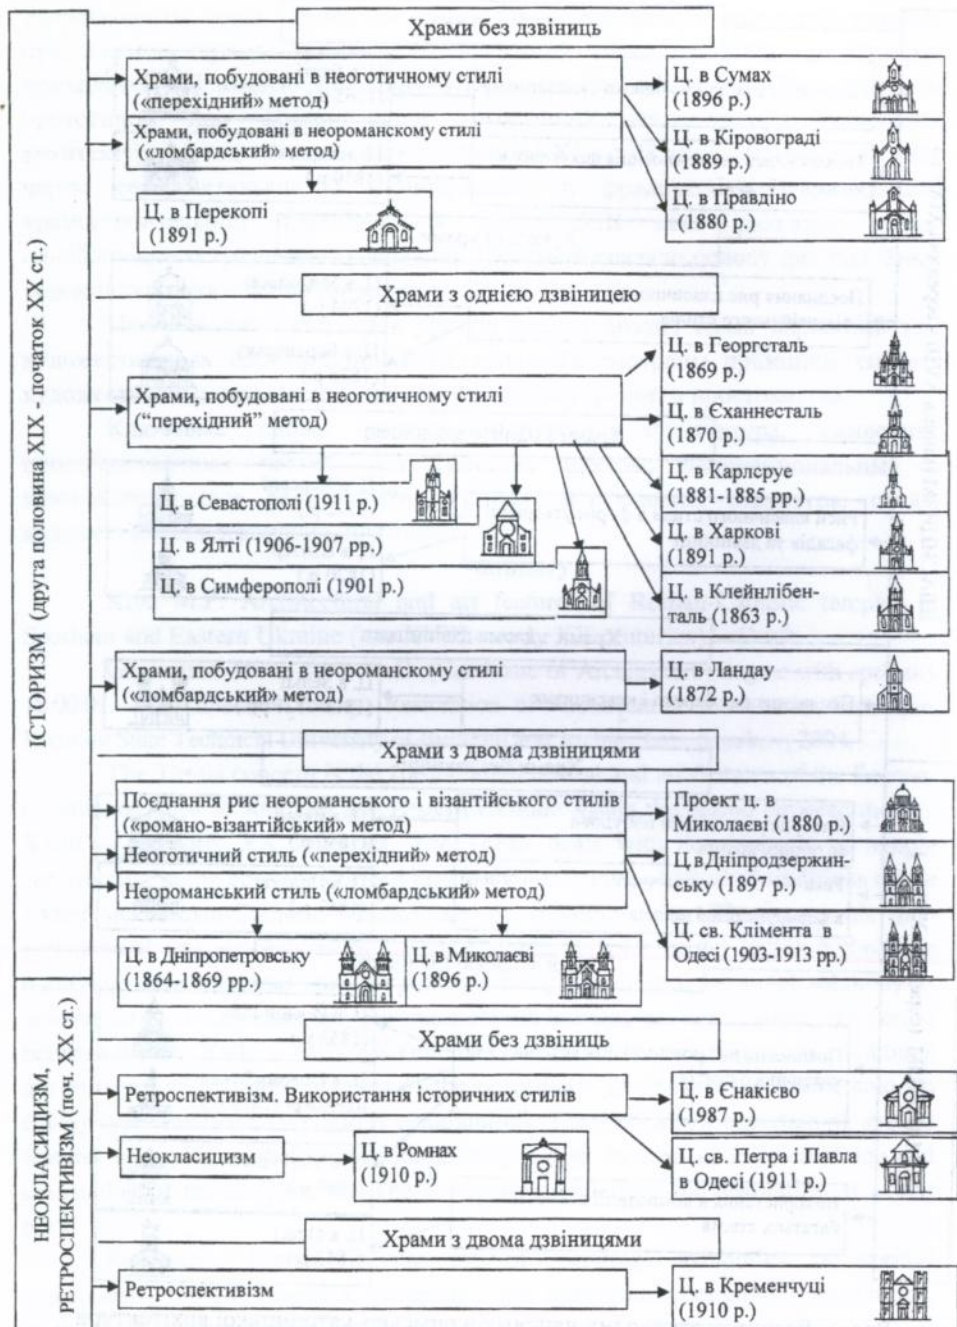 Храми без дзвіниць
Храми, побудовані в неоготичному стилі
(«перехідний» метод)
Ц. в Сумах
(1896 р.)
Храми, побудовані в неороманскому стилі
(«ломбардський» метод)
Ц. в Кіровограді
(1889 р.)
Ц. в Перекопі
(1891 р.)
Ц. в Правдіно
(1880 р.)
ІСТОРИЗМ (друга половина XIX - початок XX ст.)
Храми з однією дзвіницею
Храми, побудовані в неоготичному стилі
(“перехідний” метод)
Ц. в Георгсталь
(1869 р.)
Ц. в Єханнесталь
(1870 р.)
Ц. в Карлсруе
(1881-1885 рр.)
Ц. в Харкові
(1891 р.)
Ц. в Клейнлібен-
таль (1863 р.)
Ц. в Севастополі (1911 р.)
Ц. в Ялті (1906-1907 рр.)
Ц. в Симферополі (1901 р.)
Храми, побудовані в неороманскому стилі
(«ломбардський» метод)
Ц. в Ландау
(1872 р.)
Храми з двома дзвіницями
Поєднання рис неороманського і візантійського стилів
(«романо-візантійський» метод)
Проект ц. в
Миколаєві (1880 р.)
Неоготичний стиль («перехідний» метод)
Ц. в Дніпродзержин-
ську (1897 р.)
Неороманський стиль («ломбардський» метод)
Ц. св. Клімента в
Одесі (1903-1913 рр.)
Ц. в Дніпропетровську
(1864-1869 рр.)
Ц. в Миколаєві
(1896 р.)
НЕОКЛАСИЦИЗМ,
РЕТРОСПЕКТИВІЗМ (поч. XX ст.)
Храми без дзвіниць
Ретроспективізм. Використання історичних стилів
Ц. в Єнакієво
(1987 р.)
Неокласицизм
Ц. в Ромнах
(1910 р.)
Ц. св. Петра і Павла
в Одесі (1911 р.)
Храми з двома дзвіницями
Ретроспективізм
Ц. в Кременчуці
(1910 р.)